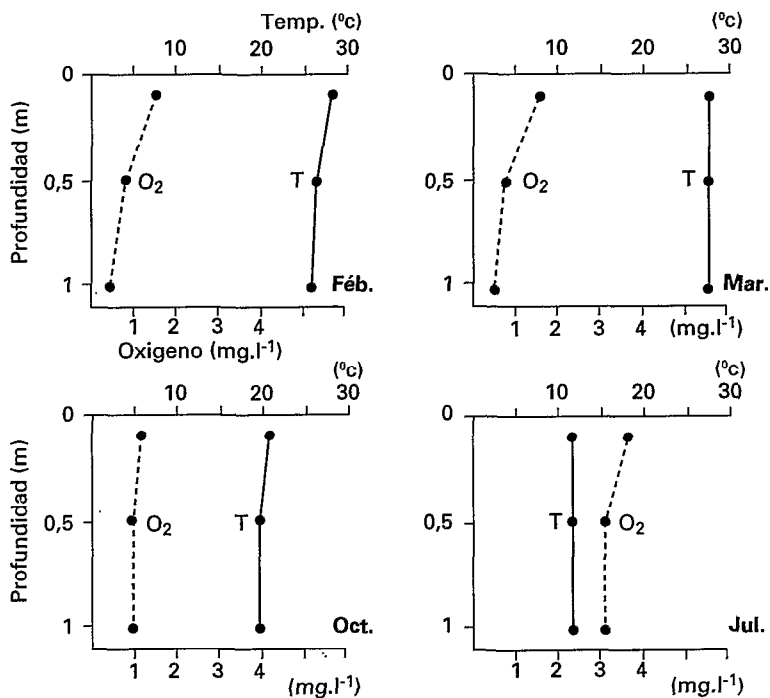 Temp. (ºc)
(ºc)
10 20 30
10 20 30
0
0
Profundidad (m)
0,5
O₂
T
0,5
O₂
T
1
Féb.
1
Mar.
1 2 3 4
Oxigeno (mg.l⁻¹)
1 2 3 4 (mg.l⁻¹)
(ºc)
(ºc)
10 20 30
10 20 30
0
0
Profundidad (m)
0,5
O₂
T
0,5
T
O₂
1
Oct.
1
Jul.
1 2 3 4
(mg.l⁻¹)
1 2 3 4
(mg.l⁻¹)